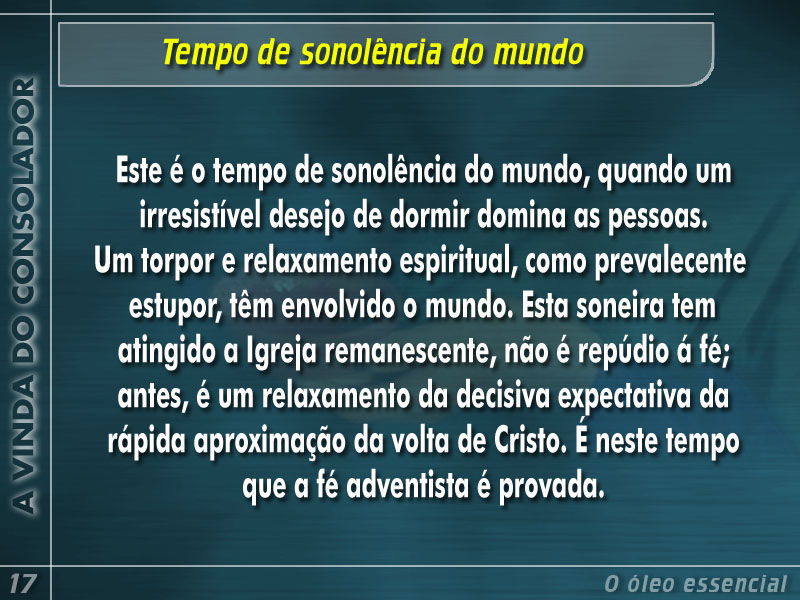 Tempo de sonolência do mundo
A VINDA DO CONSOLADOR
Este é o tempo de sonolência do mundo, quando um
irresistível desejo de dormir domina as pessoas.
Um torpor e relaxamento espiritual, como prevalecente
estupor, têm envolvido o mundo. Esta soneira tem
atingido a Igreja remanescente, não é repúdio á fé;
antes, é um relaxamento da decisiva expectativa da
rápida aproximação da volta de Cristo. É neste tempo
que a fé adventista é provada.
17
O óleo essencial